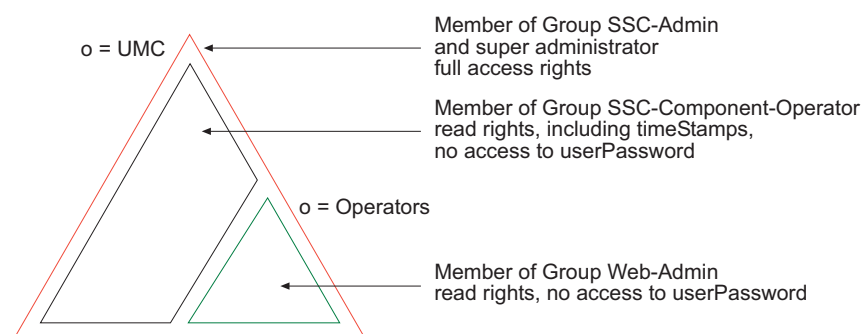 o = UMC
Member of Group SSC-Admin
and super administrator
full access rights
Member of Group SSC-Component-Operator
read rights, including timeStamps,
no access to userPassword
o = Operators
Member of Group Web-Admin
read rights, no access to userPassword